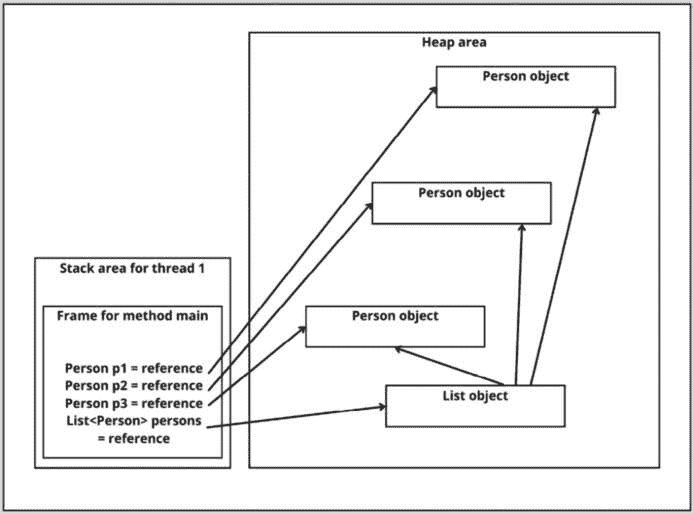 Heap area
Person object
Person object
Stack area for thread 1
Frame for method main
Person object
Person p1 = reference
Person p2 = reference
Person p3 = reference
List<Person> persons
= reference
List object